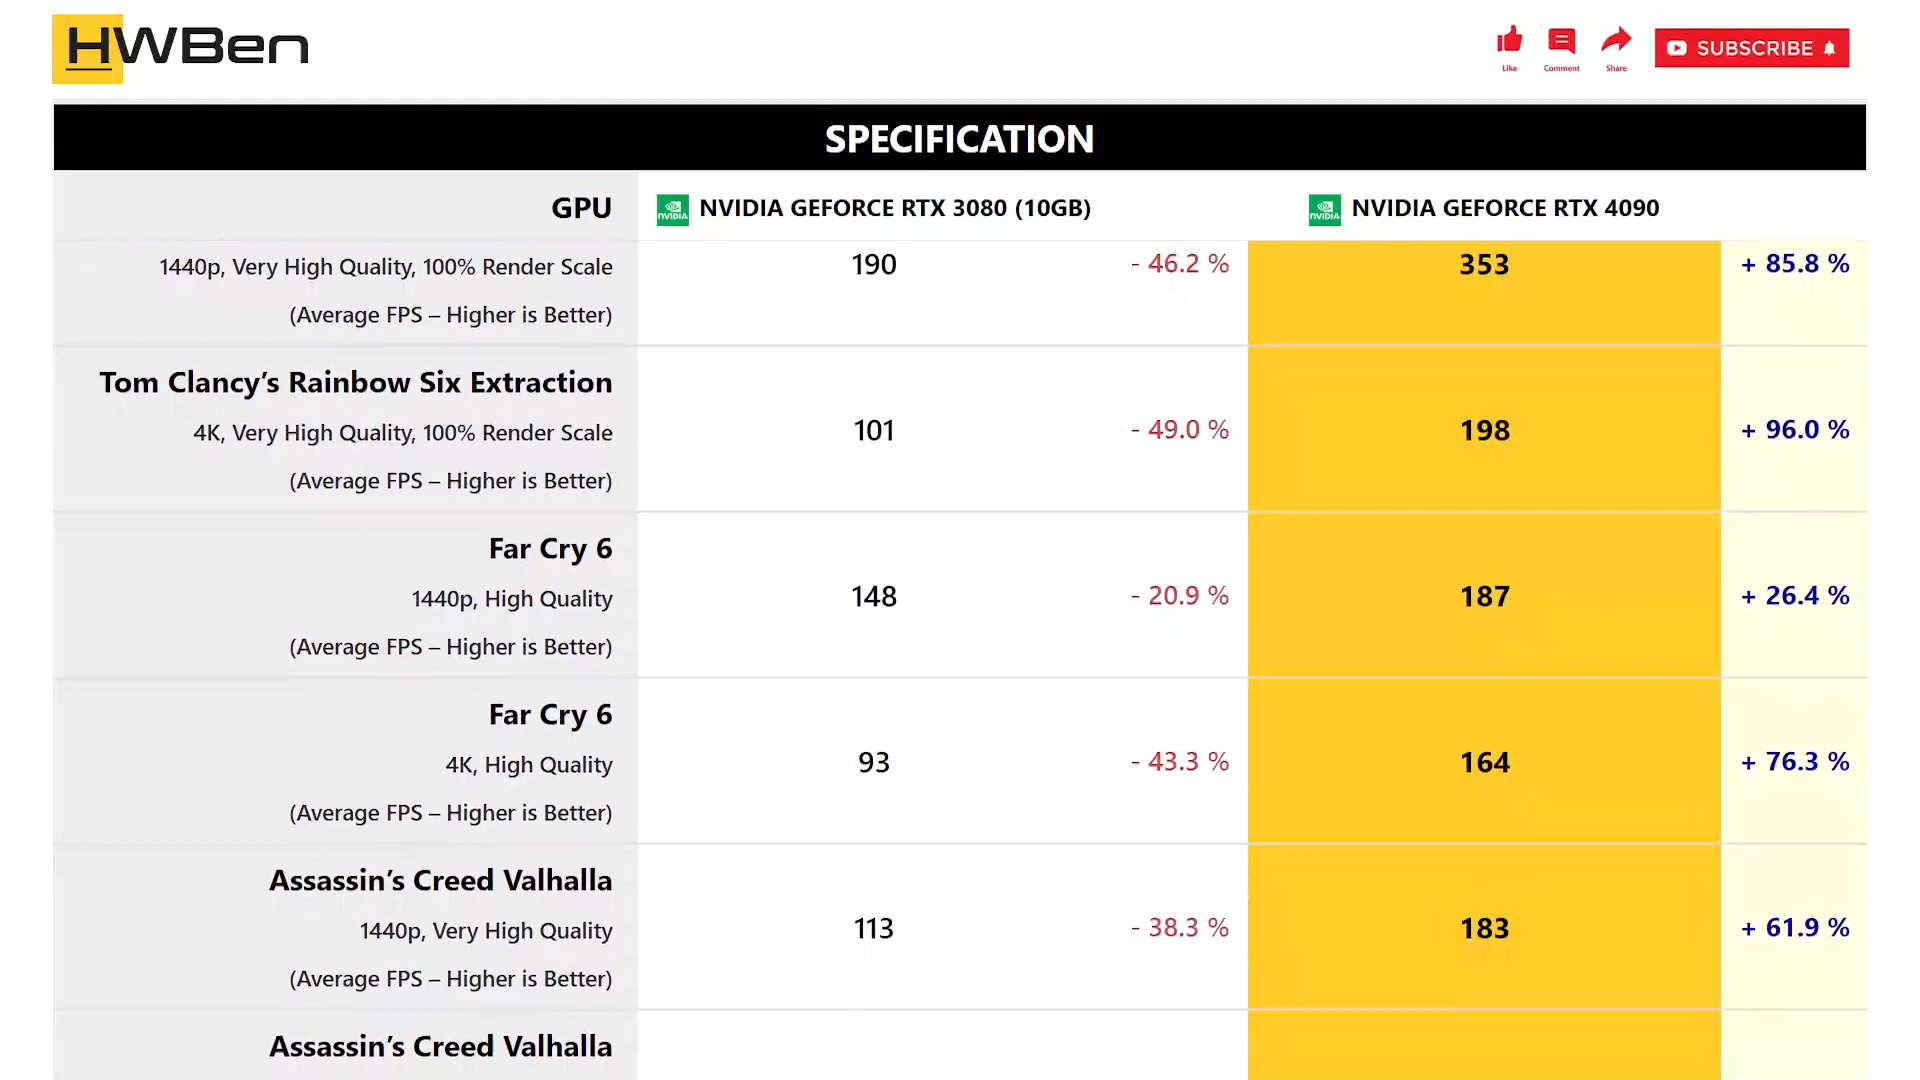 HWBen
Like
Comment
Share
SUBSCRIBE
SPECIFICATION
GPU
NVIDIA NVIDIA GEFORCE RTX 3080 (10GB)
NVIDIA NVIDIA GEFORCE RTX 4090
1440p, Very High Quality, 100% Render Scale
(Average FPS – Higher is Better)
190
- 46.2 %
353
+ 85.8 %
Tom Clancy’s Rainbow Six Extraction
4K, Very High Quality, 100% Render Scale
(Average FPS – Higher is Better)
101
- 49.0 %
198
+ 96.0 %
Far Cry 6
1440p, High Quality
(Average FPS – Higher is Better)
148
- 20.9 %
187
+ 26.4 %
Far Cry 6
4K, High Quality
(Average FPS – Higher is Better)
93
- 43.3 %
164
+ 76.3 %
Assassin’s Creed Valhalla
1440p, Very High Quality
(Average FPS – Higher is Better)
113
- 38.3 %
183
+ 61.9 %
Assassin’s Creed Valhalla